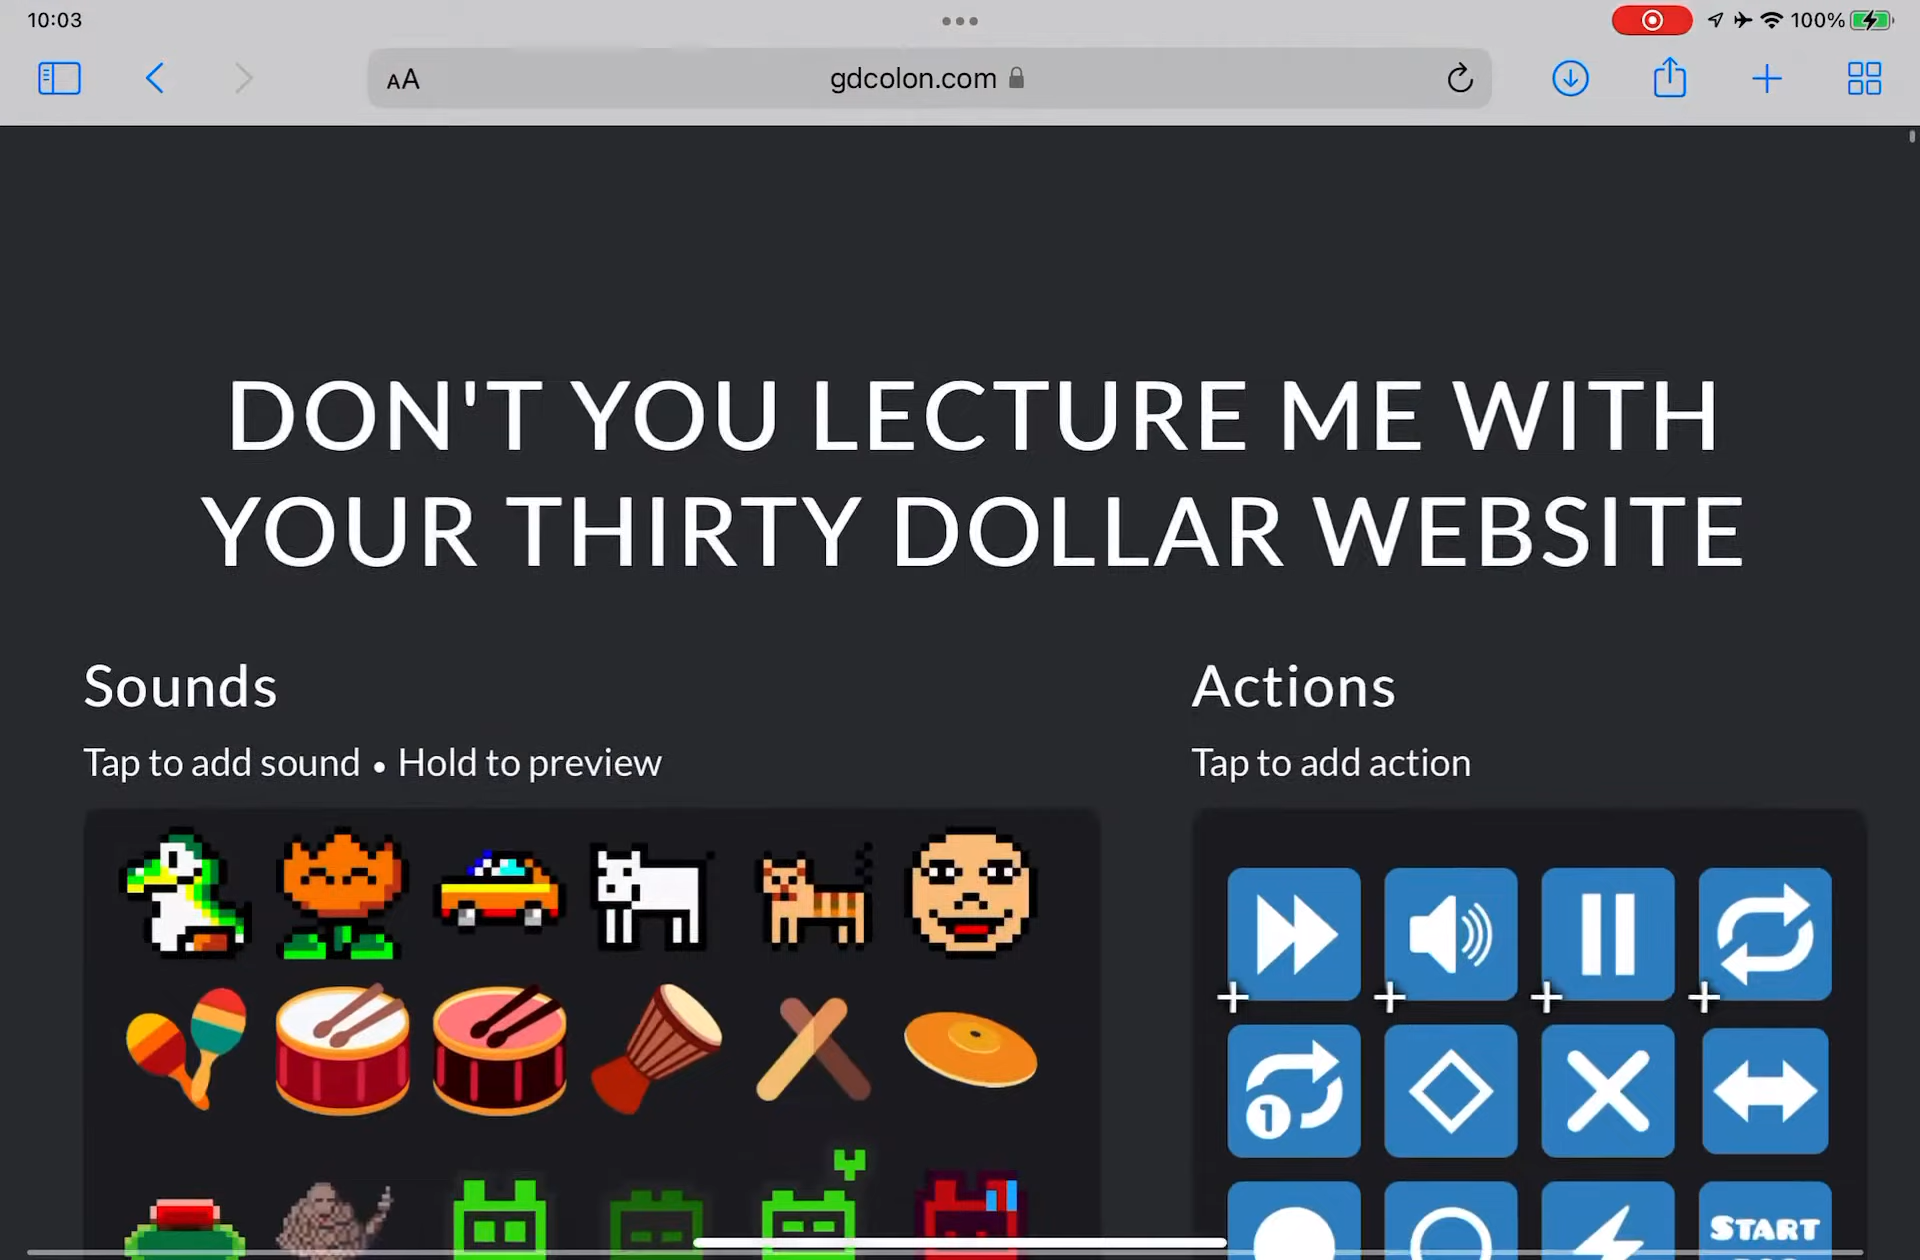 10:03
100%
AA
gdcolon.com
DON'T YOU LECTURE ME WITH
YOUR THIRTY DOLLAR WEBSITE
Sounds
Tap to add sound • Hold to preview
Actions
Tap to add action
1
START